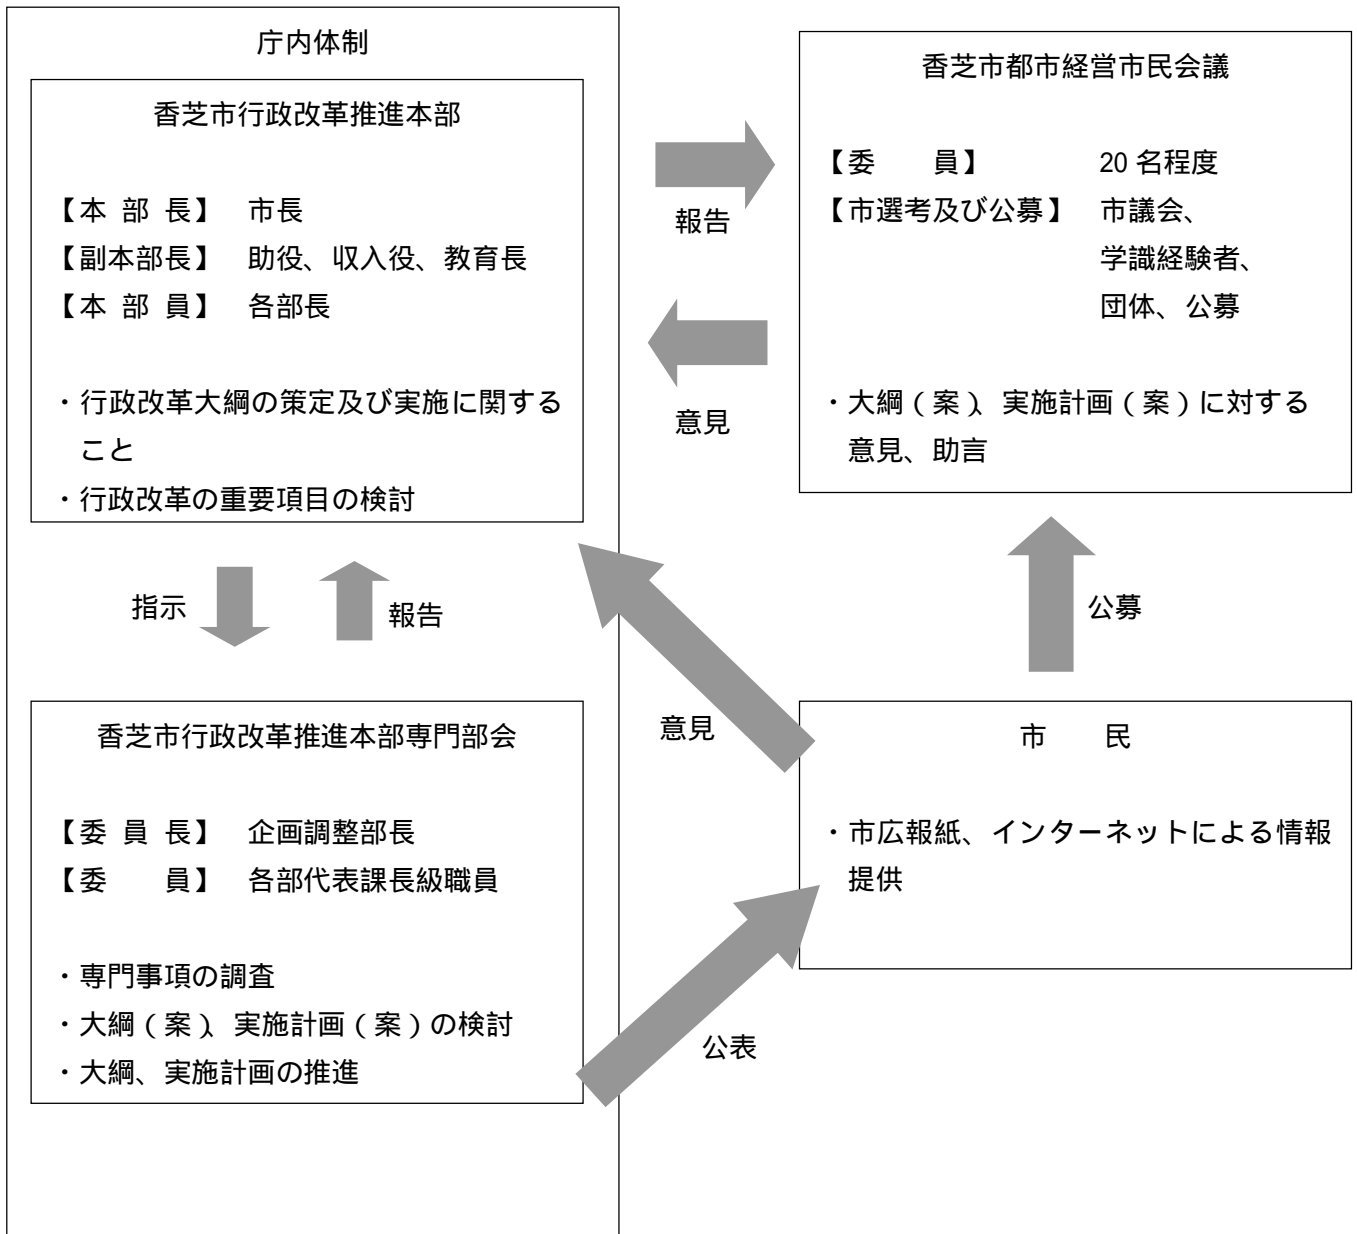 庁内体制
香芝市行政改革推進本部
【本 部 長】 市長
【副本部長】 助役、収入役、教育長
【本 部 員】 各部長
・行政改革大綱の策定及び実施に関する
こと
・行政改革の重要項目の検討
指示
報告
香芝市行政改革推進本部専門部会
【委 員 長】 企画調整部長
【委　　員】 各部代表課長級職員
・専門事項の調査
・大綱（案）、実施計画（案）の検討
・大綱、実施計画の推進
報告
意見
意見
公表
香芝市都市経営市民会議
【委　　員】 20 名程度
【市選考及び公募】 市議会、
学識経験者、
団体、公募
・大綱（案）、実施計画（案）に対する
意見、助言
公募
市　　民
・市広報紙、インターネットによる情報
提供